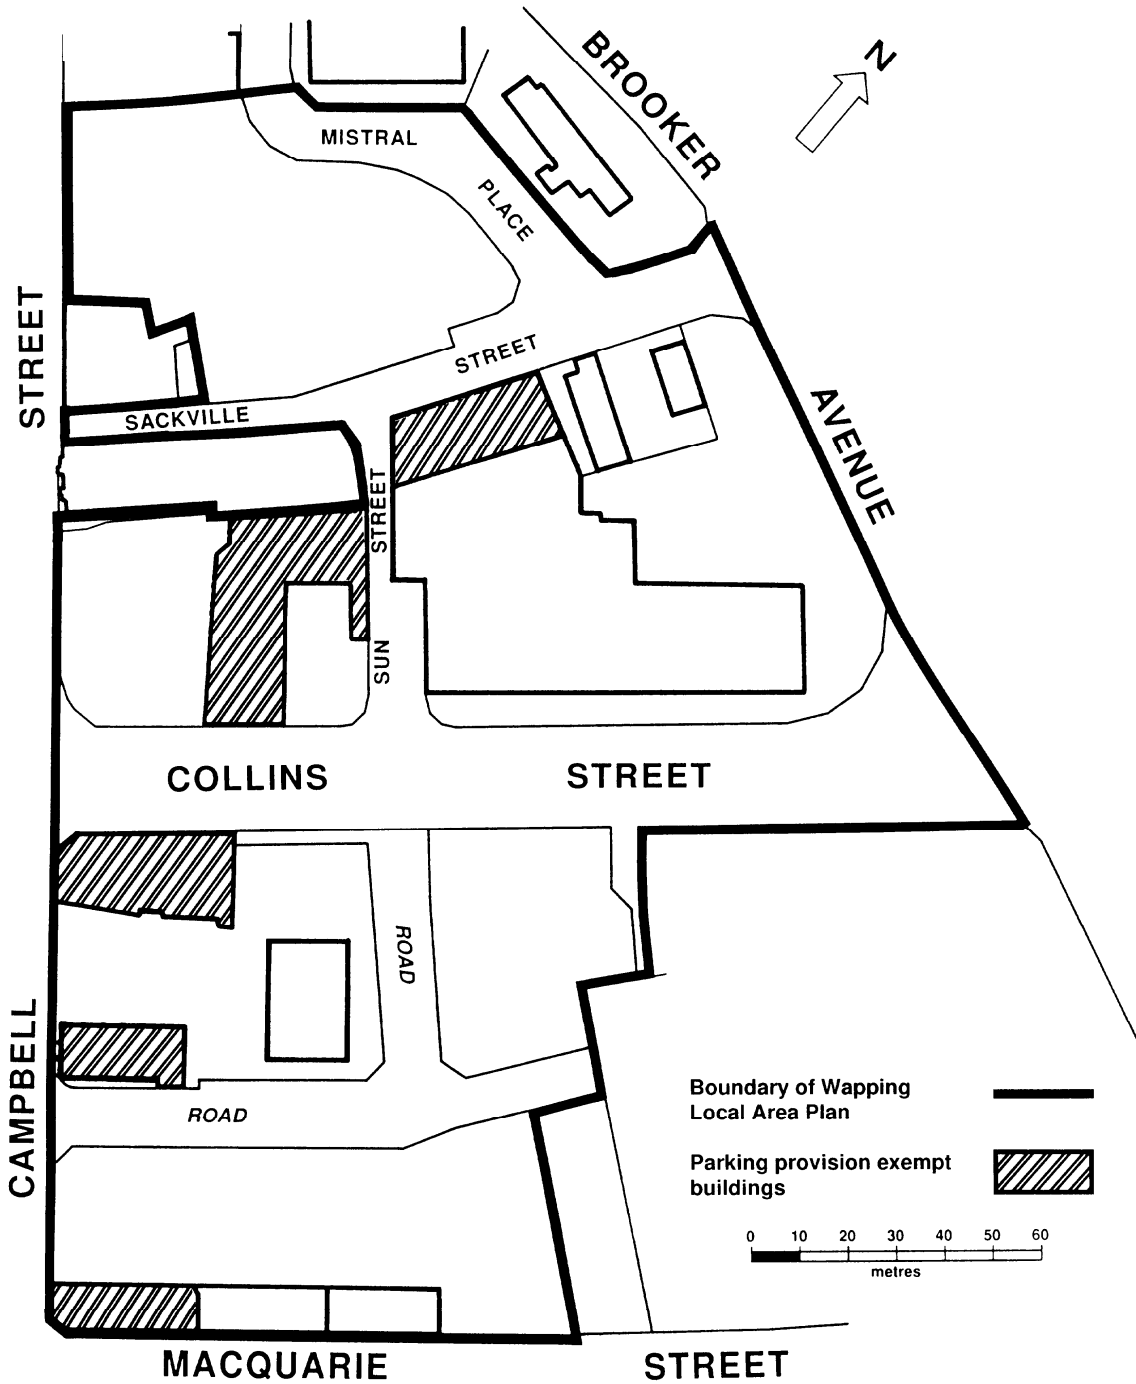 BROOKER
N
MISTRAL
PLACE
STREET
STREET
SACKVILLE
AVENUE
STREET
SUN
COLLINS STREET
ROAD
CAMPBELL
ROAD
Boundary of Wapping
Local Area Plan
Parking provision exempt
buildings
0 10 20 30 40 50 60
metres
MACQUARIE STREET